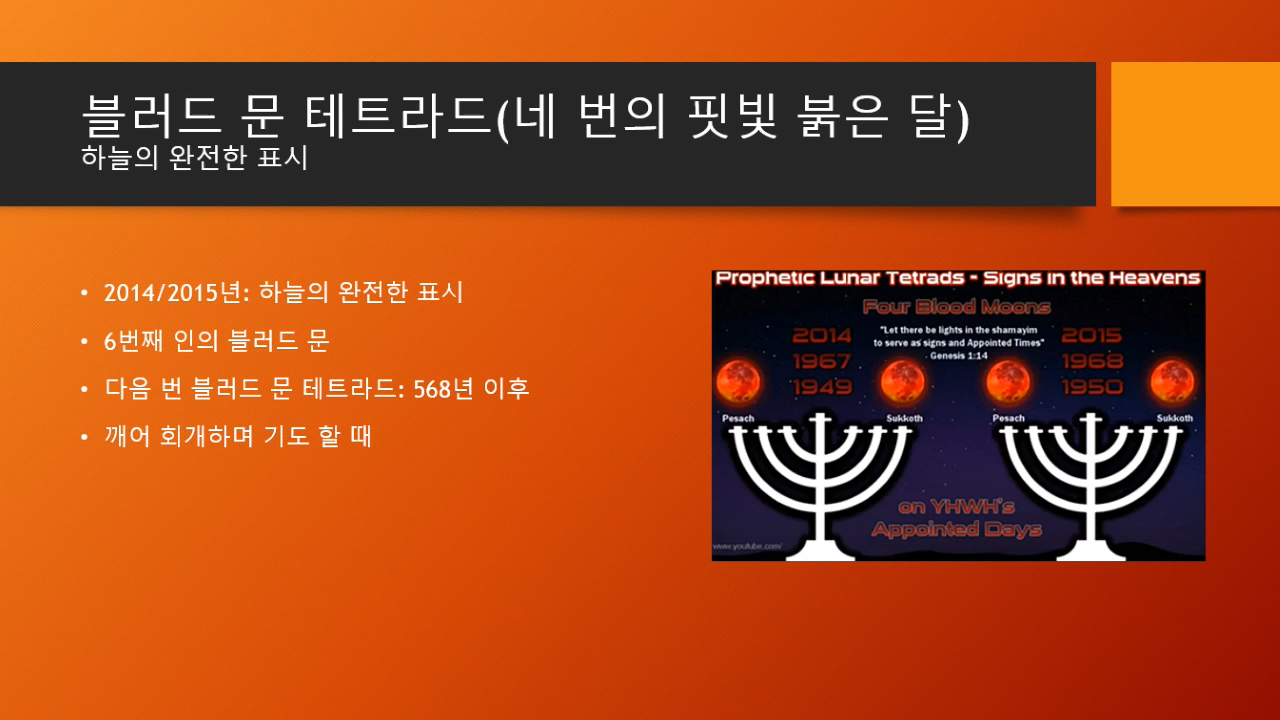 블러드 문 테트라드(네 번의 핏빛 붉은 달)
하늘의 완전한 표시
• 2014/2015년: 하늘의 완전한 표시
• 6번째 인의 블러드 문
• 다음 번 블러드 문 테트라드: 568년 이후
• 깨어 회개하며 기도 할 때
Prophetic Lunar Tetrads - Signs in the Heavens
Four Blood Moons
"Let there be lights in the shamayim
to serve as signs and Appointed Times"
Genesis 1:14
2014
1967
1949
2015
1968
1950
Pesach
Sukkoth
Pesach
Sukkoth
on YHWH's
Appointed Days
www.youtube.com/